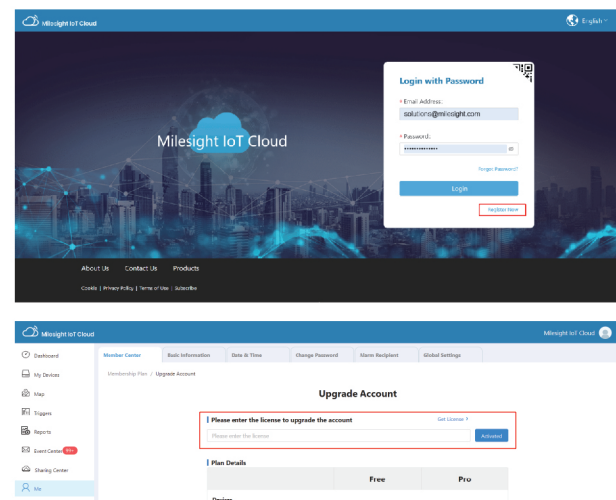 Milesight IoT Cloud
English
Login with Password
* Email Address:
solutions@milesight.com
* Password:
Forgot Password?
Login
Register Now
Milesight IoT Cloud
About Us Contact Us Products
Cookie | Privacy Policy | Terms of Use | Subscribe
Milesight IoT Cloud
Milesight IoT Cloud
Dashboard
My Devices
Map
Triggers
Reports
Event Center 99+
Sharing Center
Me
Member Center Basic Information Date & Time Change Password Alarm Recipient Global Settings
Membership Plan / Upgrade Account
Upgrade Account
Please enter the license to upgrade the account
Get License ?
Please enter the license
Activated
Plan Details
Free Pro
Devices